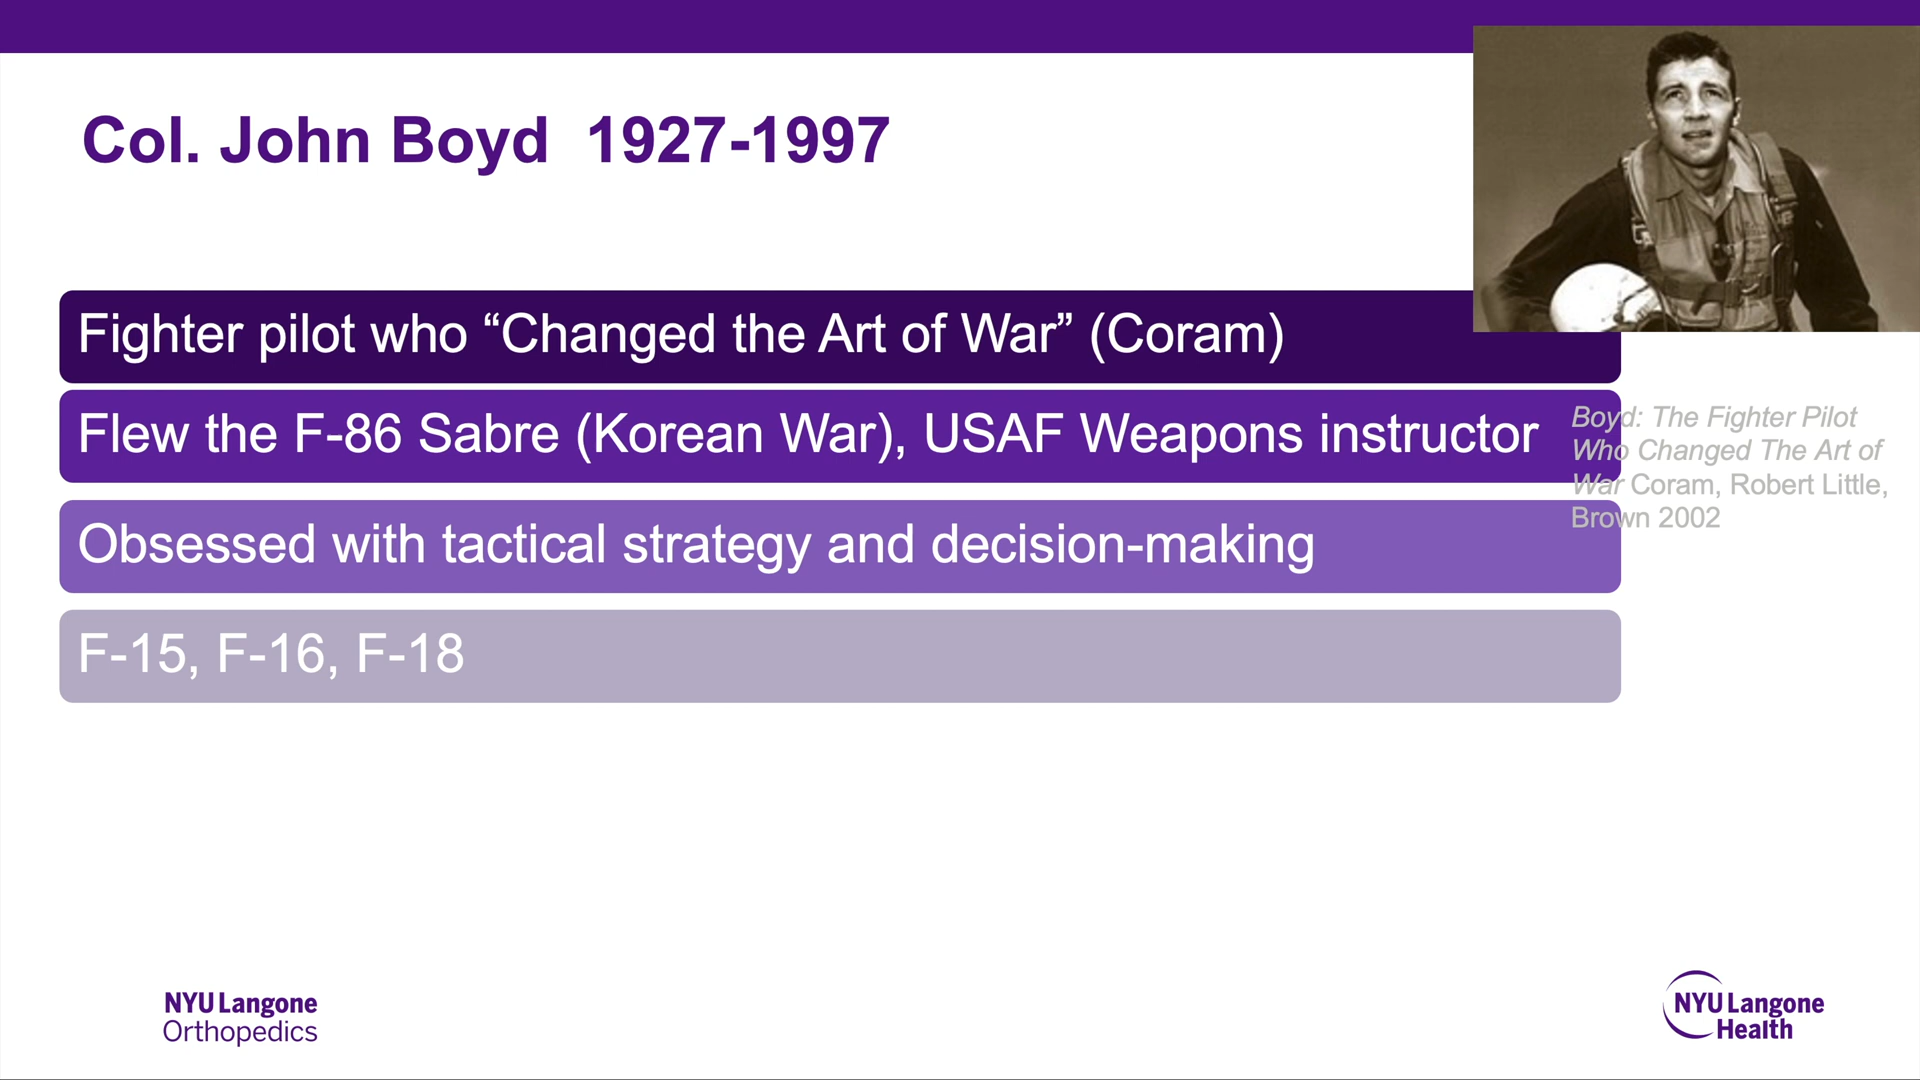 Col. John Boyd 1927-1997
Fighter pilot who “Changed the Art of War” (Coram)
Flew the F-86 Sabre (Korean War), USAF Weapons instructor
Obsessed with tactical strategy and decision-making
F-15, F-16, F-18
Boyd: The Fighter Pilot
Who Changed The Art of
War Coram, Robert Little,
Brown 2002
NYU Langone
Orthopedics
NYU Langone
Health